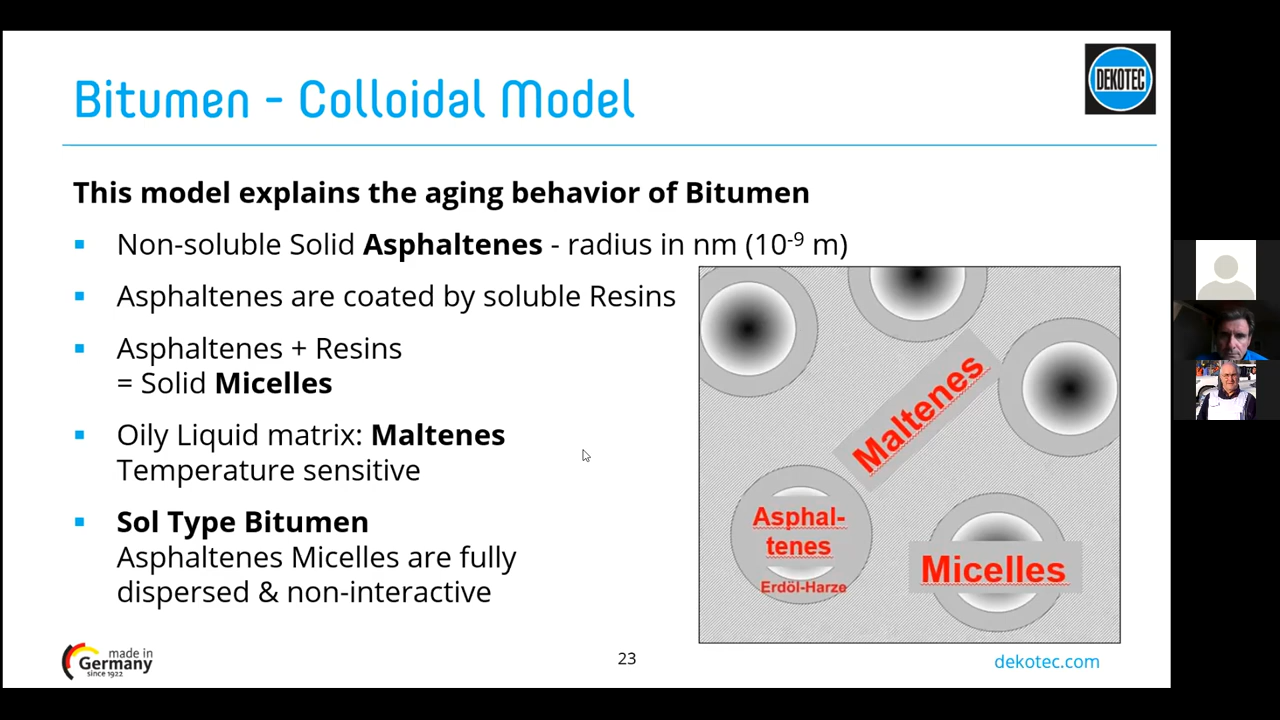 Bitumen - Colloidal Model
DEKOTEC
This model explains the aging behavior of Bitumen
Non-soluble Solid Asphaltenes - radius in nm (10⁻⁹ m)
Asphaltenes are coated by soluble Resins
Asphaltenes + Resins
= Solid Micelles
Oily Liquid matrix: Maltenes
Temperature sensitive
Sol Type Bitumen
Asphaltenes Micelles are fully
dispersed & non-interactive
Maltenes
Asphal-
tenes
Erdöl-Harze
Micelles
made in
Germany
since 1922
23
dekotec.com